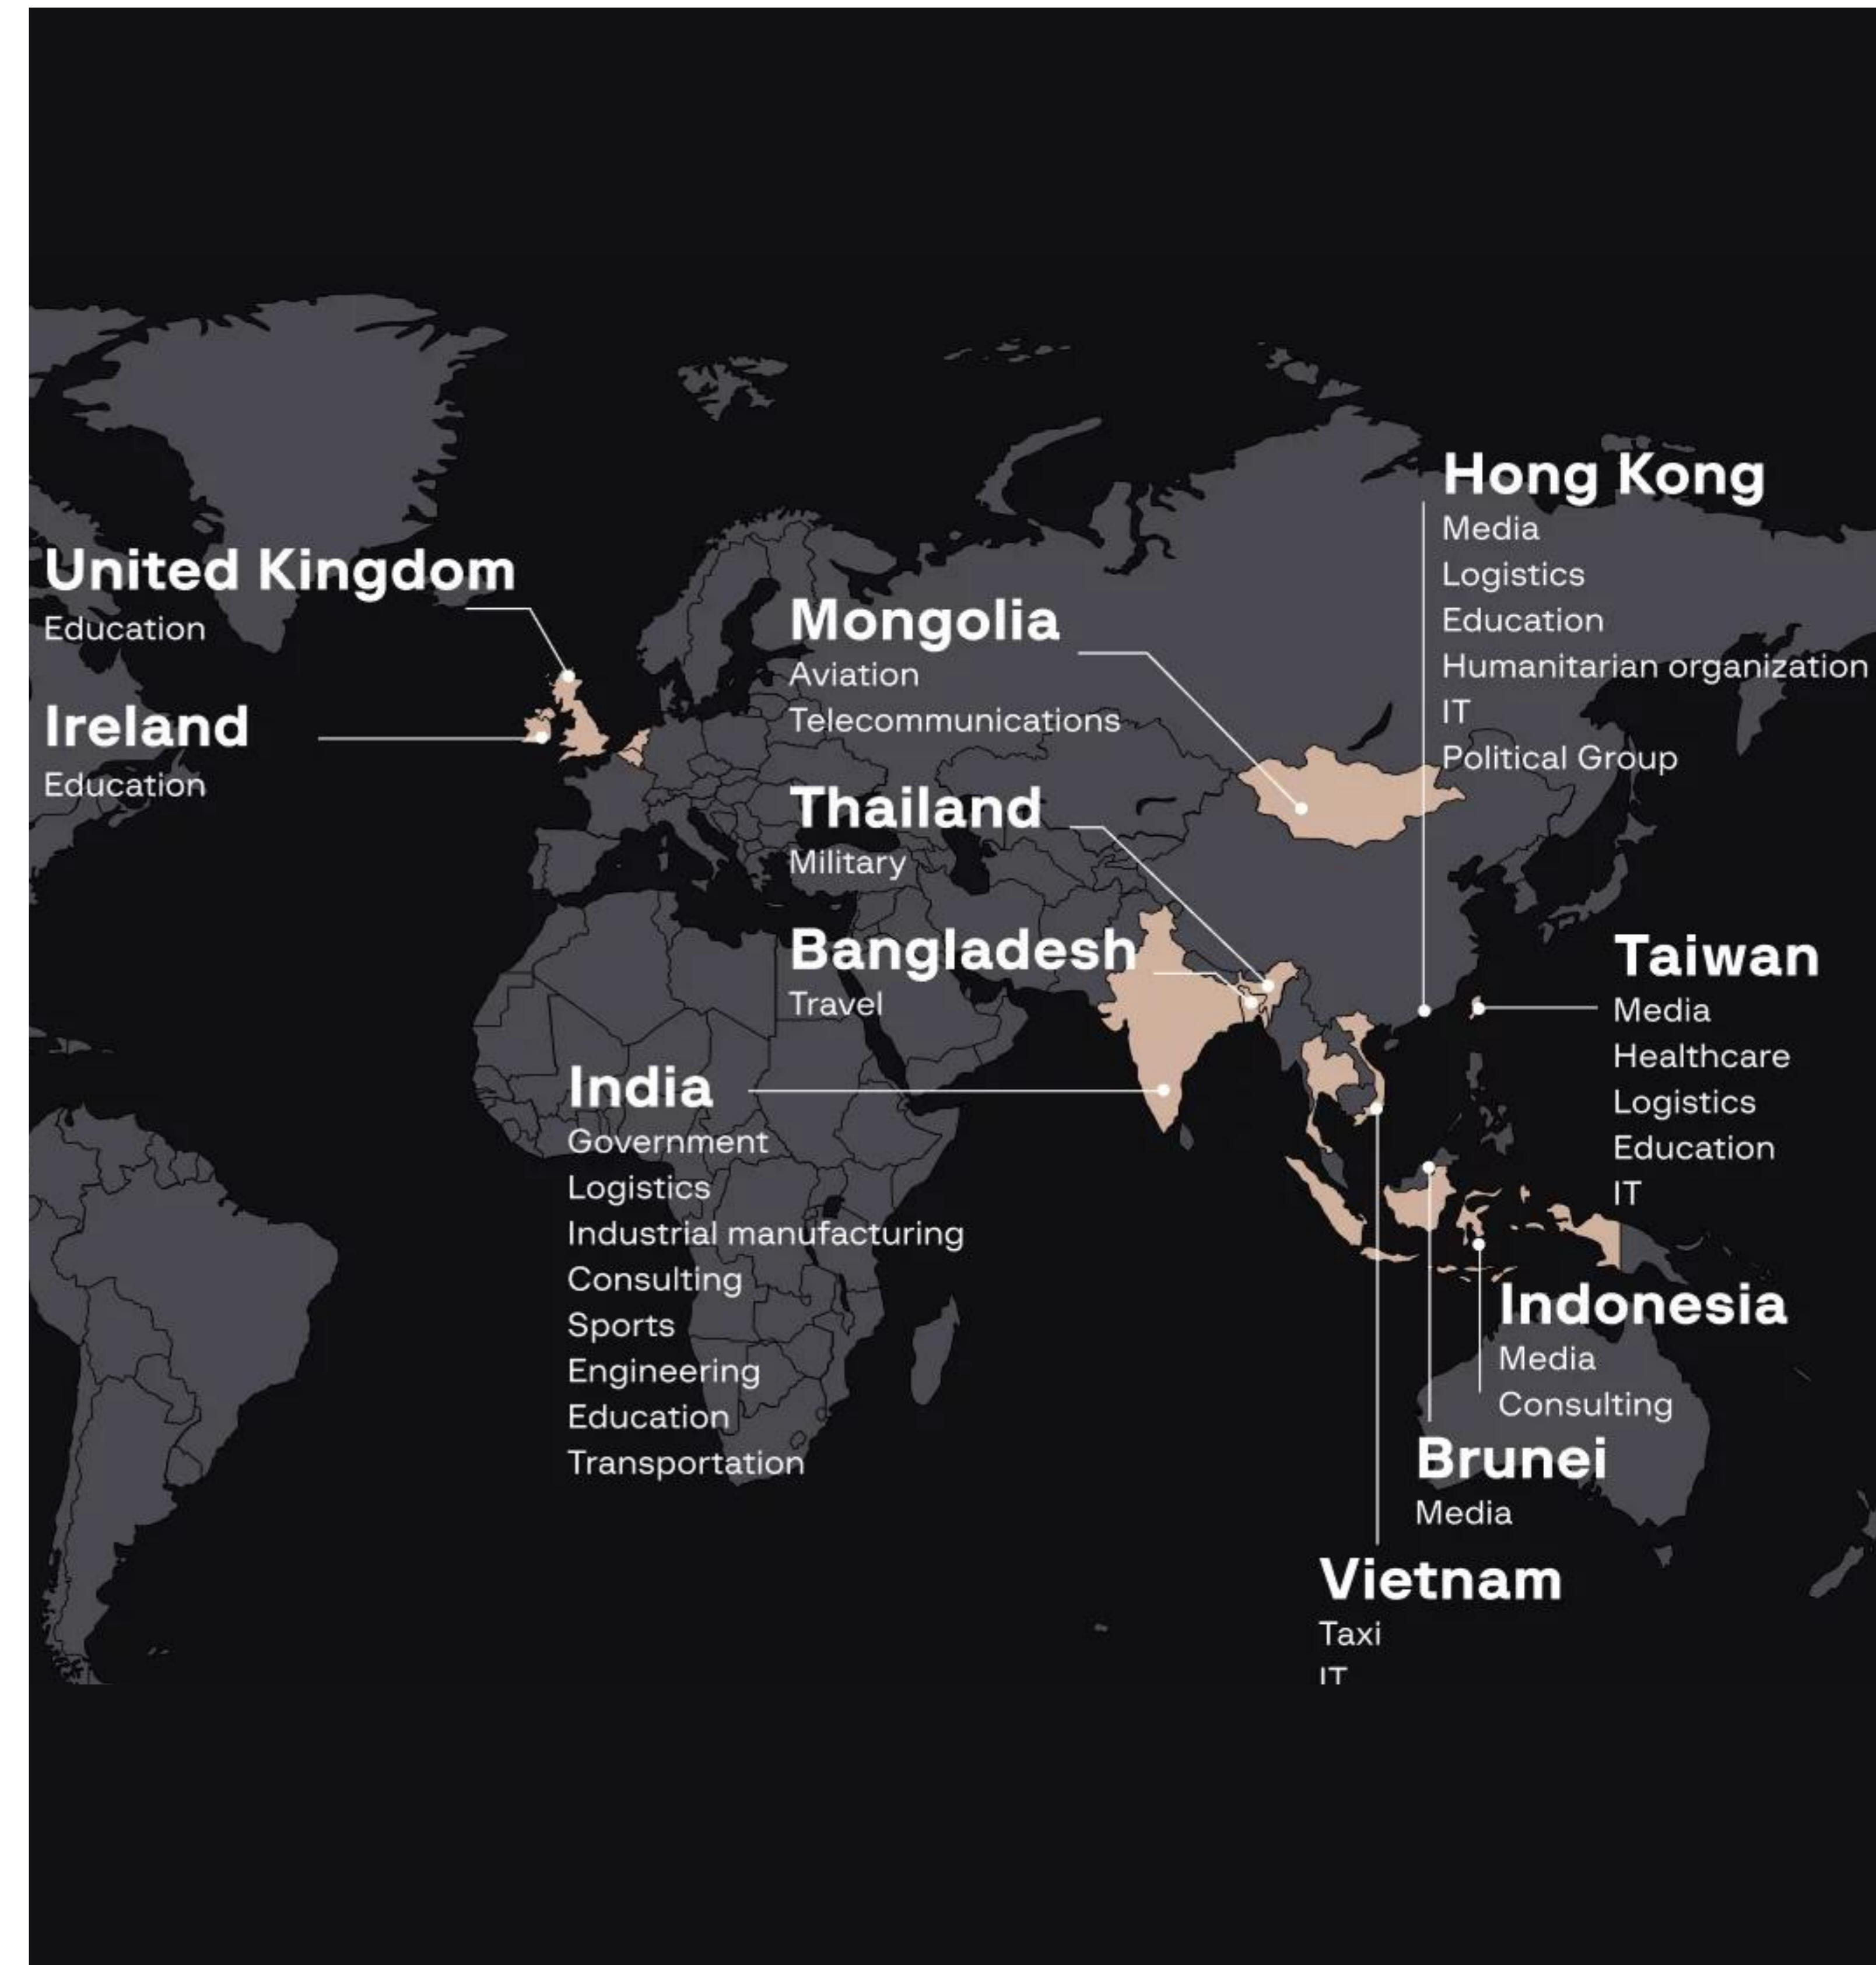 United Kingdom
Education
Ireland
Education
Mongolia
Aviation
Telecommunications
Thailand
Military
Bangladesh
Travel
India
Government
Logistics
Industrial manufacturing
Consulting
Sports
Engineering
Education
Transportation
Hong Kong
Media
Logistics
Education
Humanitarian organization
IT
Political Group
Taiwan
Media
Healthcare
Logistics
Education
IT
Indonesia
Media
Consulting
Brunei
Media
Vietnam
Taxi
IT